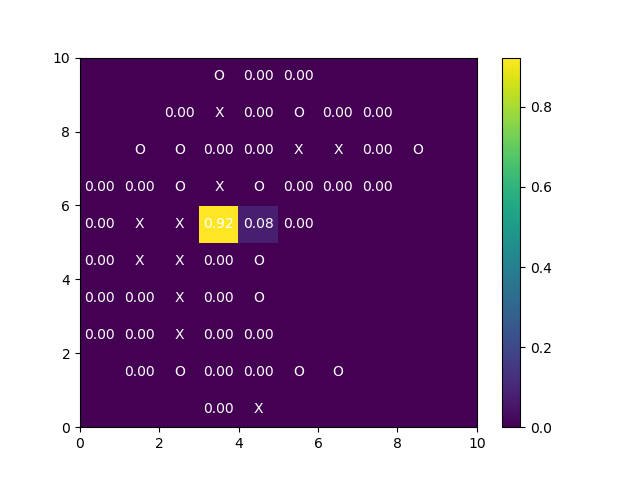 10
O 0.00 0.00
0.00 X 0.00 O 0.00 0.00
8
O O 0.00 0.00 X X 0.00 O
0.00 0.00 O X O 0.00 0.00 0.00
6
0.00 X X 0.92 0.08 0.00
0.00 X X 0.00 O
4
0.00 0.00 X 0.00 O
0.00 0.00 X 0.00 0.00
2
0.00 O 0.00 0.00 O O
0.00 X
0
0 2 4 6 8 10
0.8
0.6
0.4
0.2
0.0